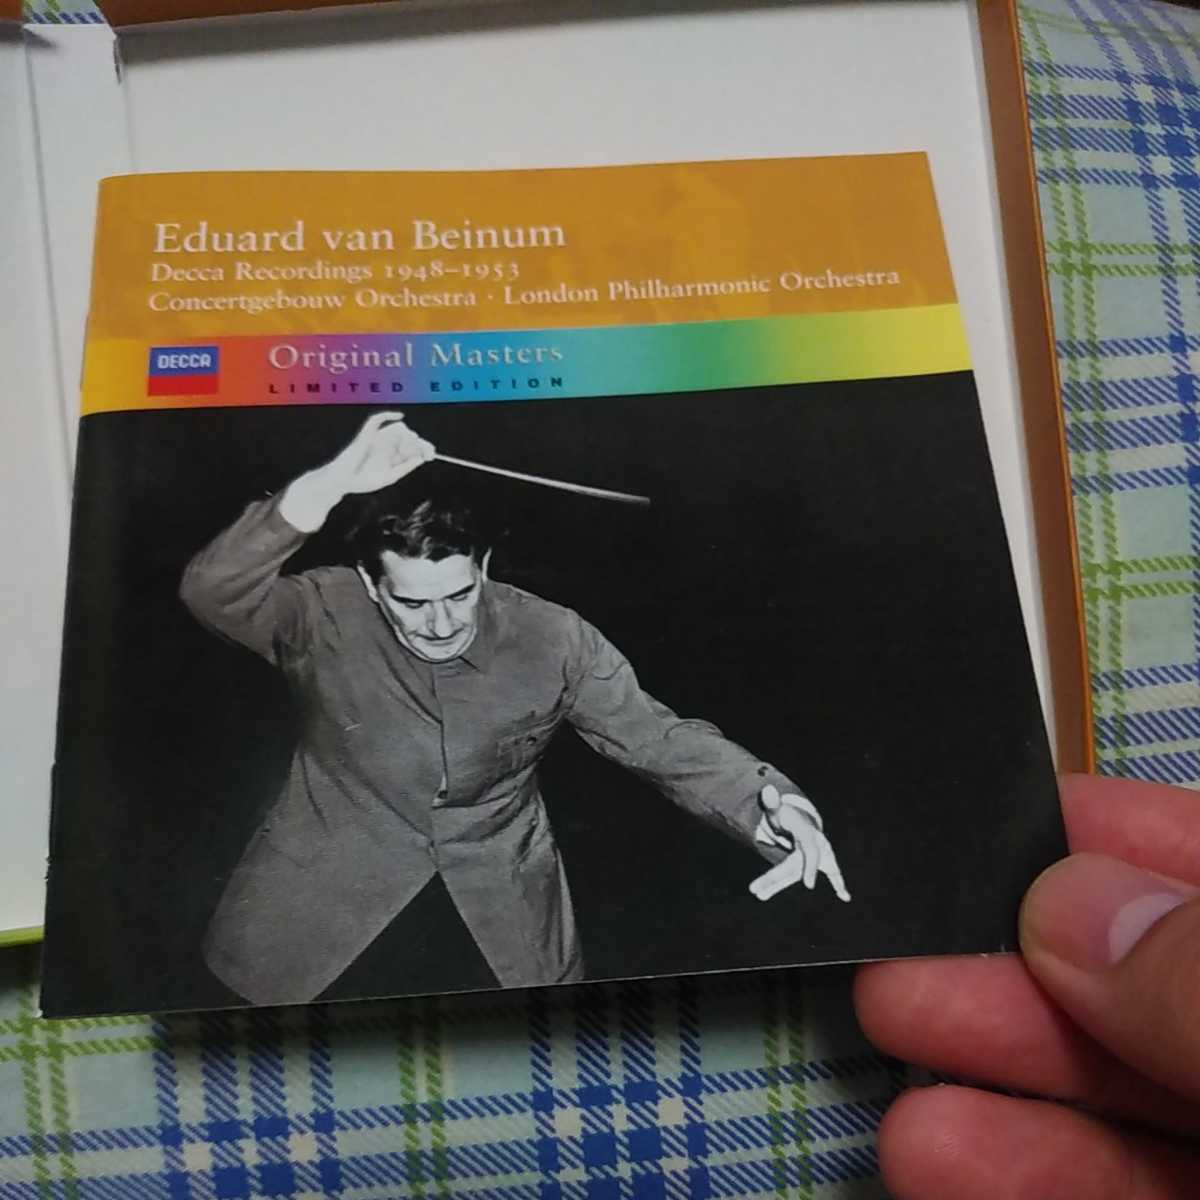 Eduard van Beinum
Decca Recordings 1948–1953
Concertgebouw Orchestra · London Philharmonic Orchestra
DECCA
Original Masters
LIMITED EDITION